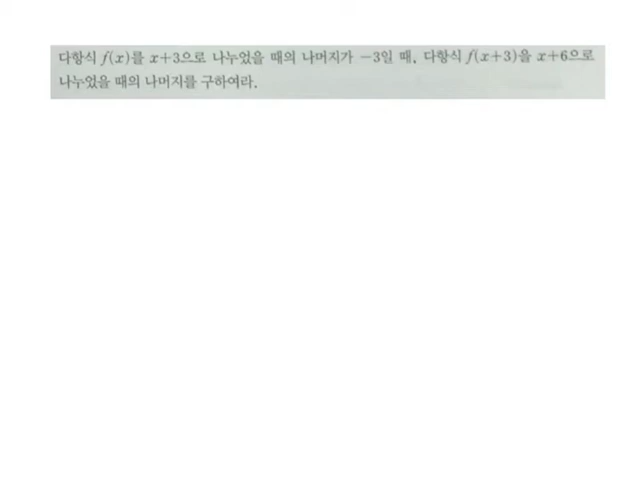 다항식 f(x)를 x+3으로 나누었을 때의 나머지가 −3일 때, 다항식 f(x+3)을 x+6으로
나누었을 때의 나머지를 구하여라.